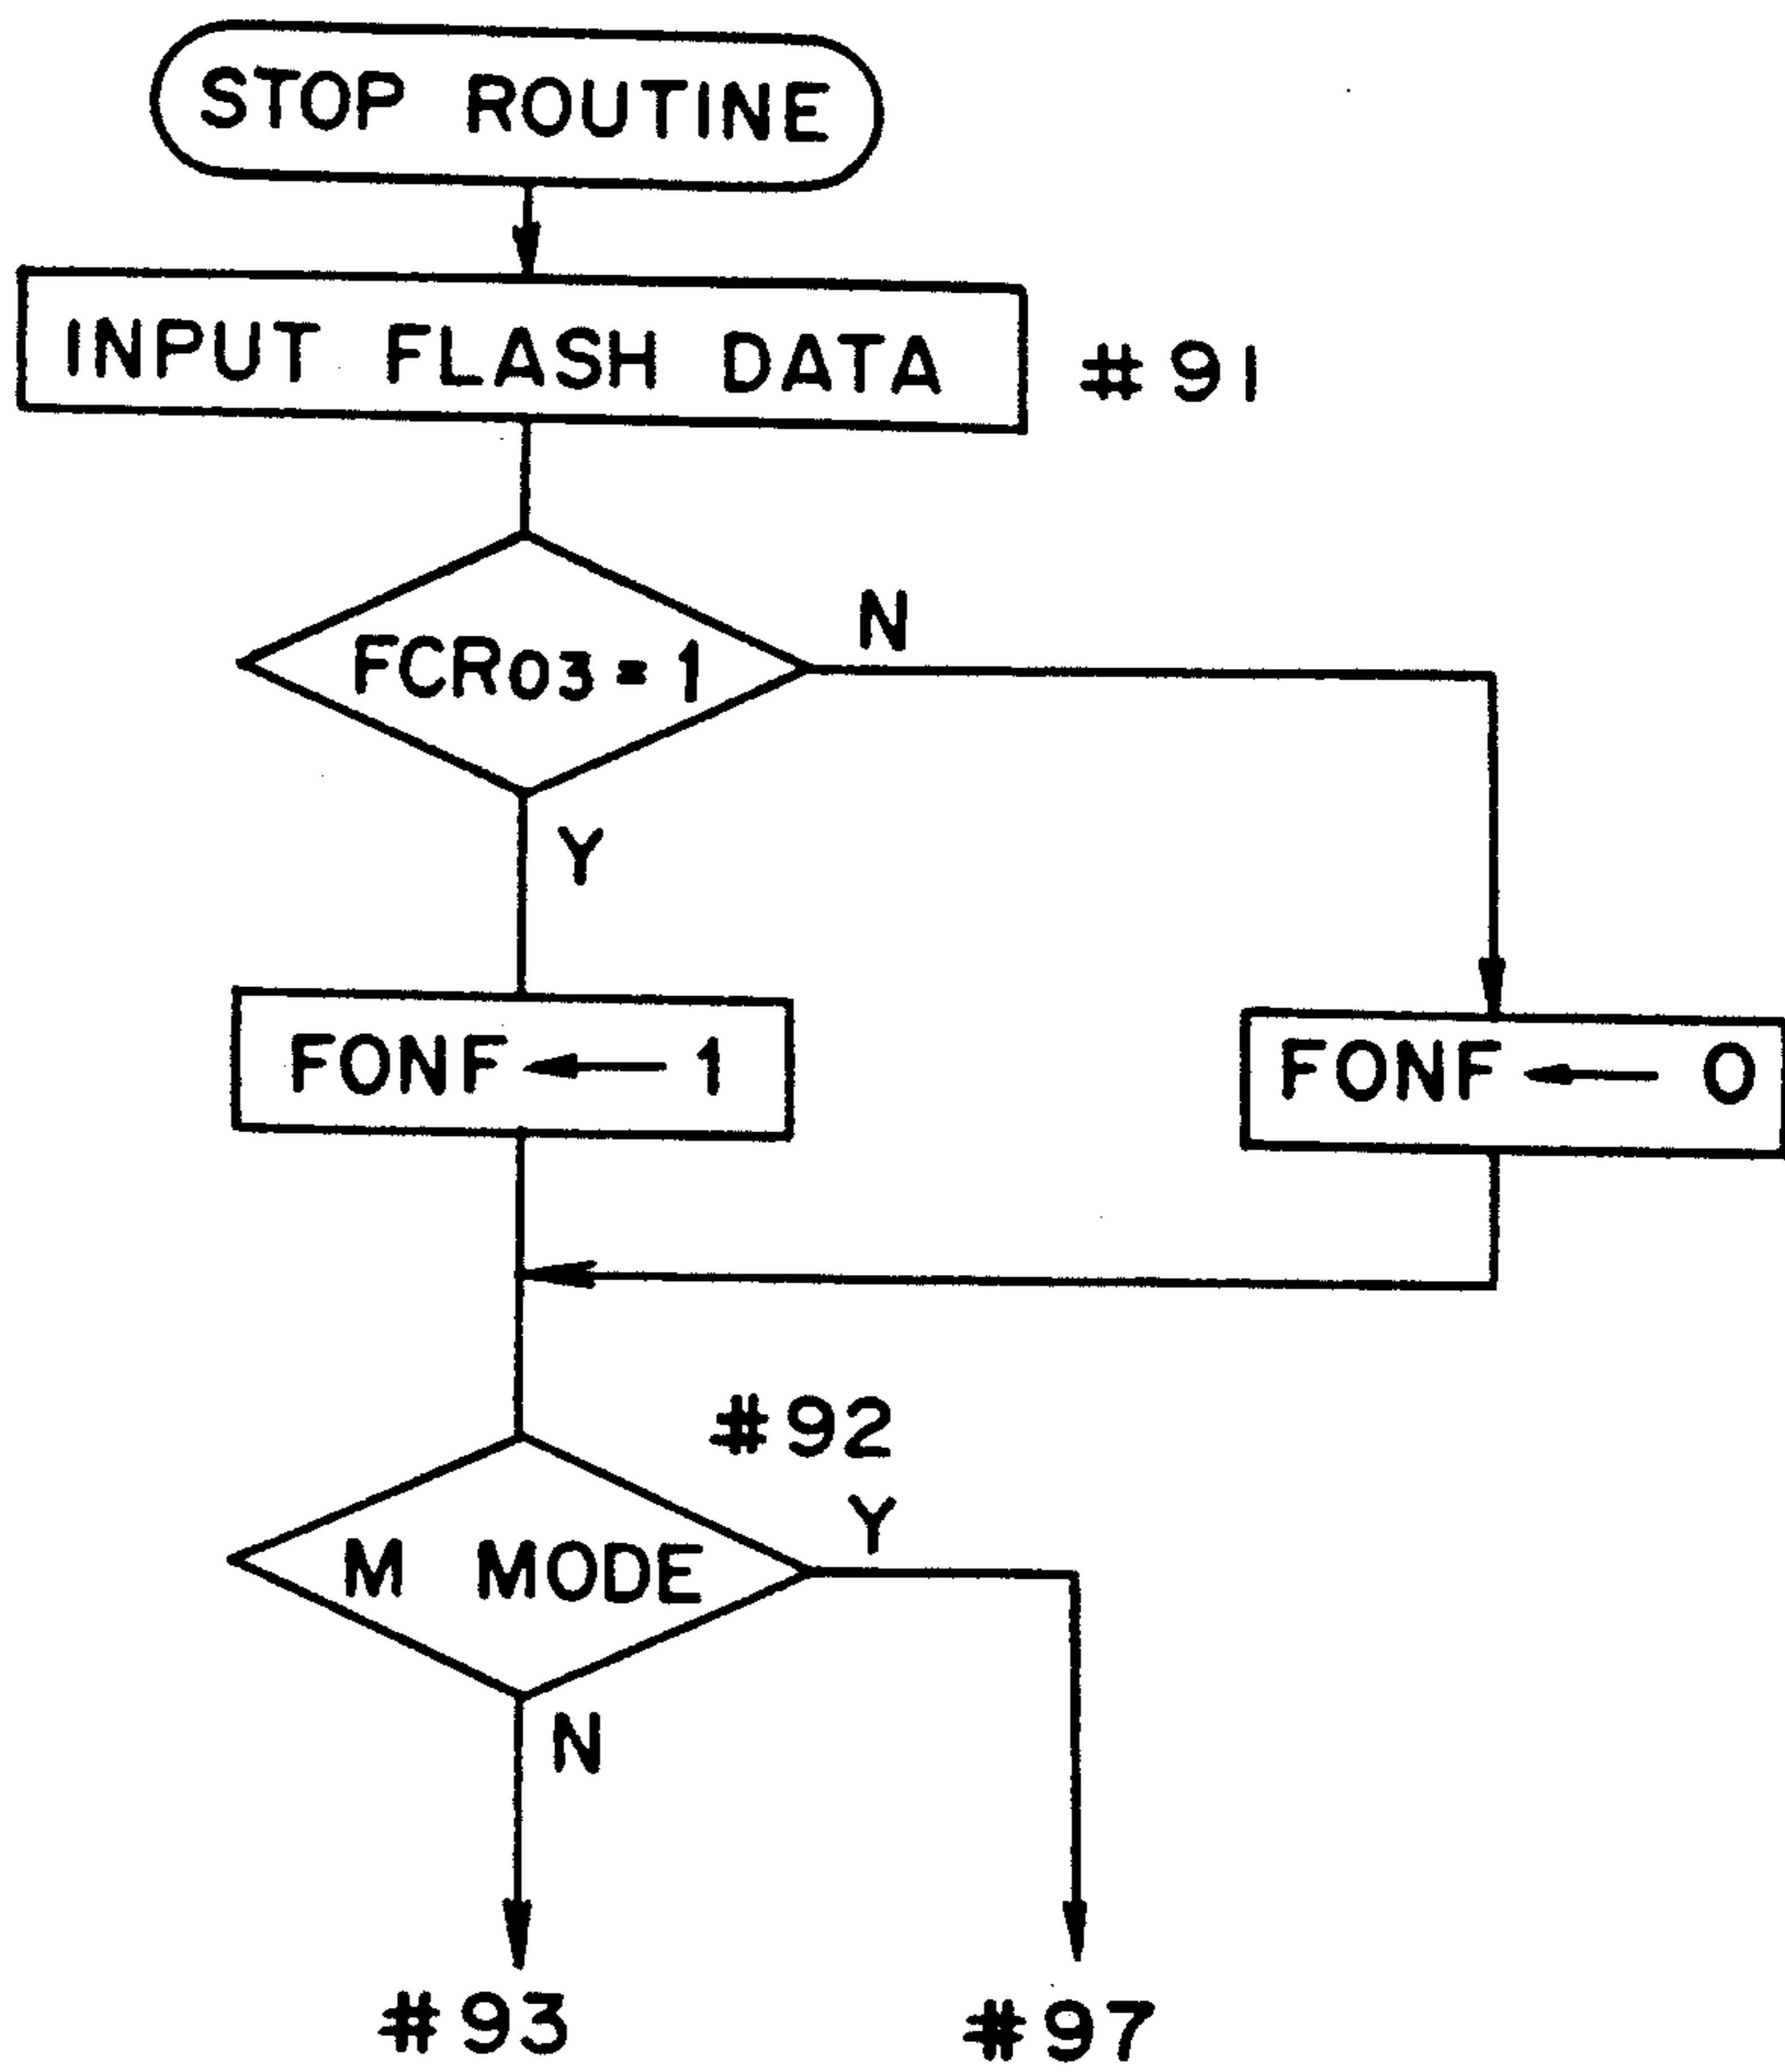 STOP ROUTINE
INPUT FLASH DATA
#91
FCR03=1
N
Y
FONF ← 1
FONF ← 0
#92
M MODE
Y
N
#93
#97